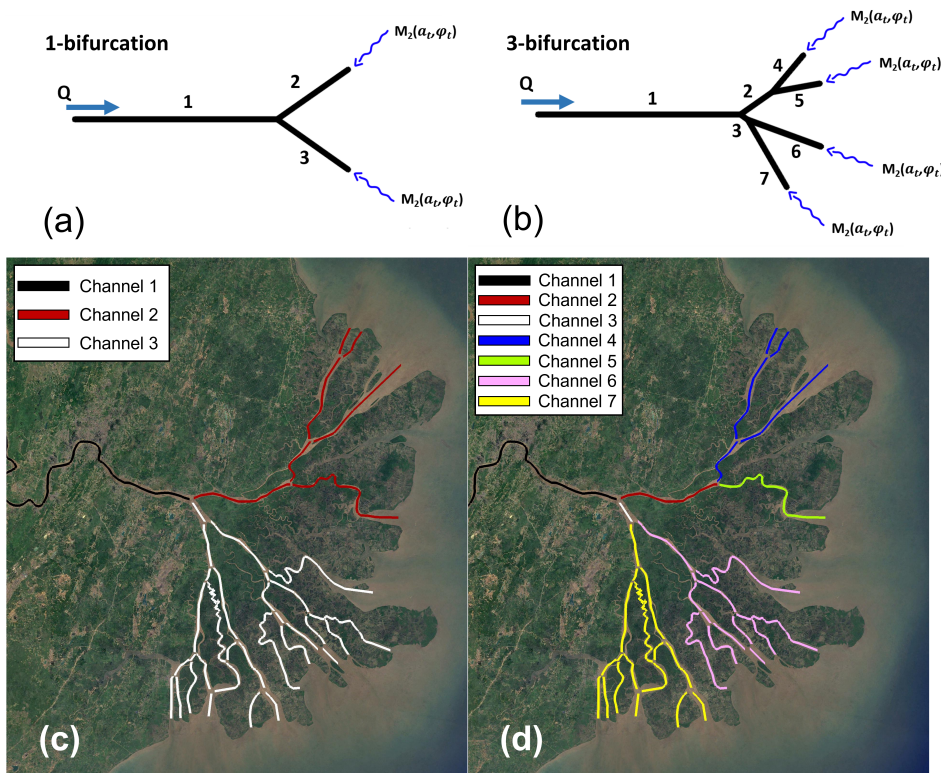 1-bifurcation
M₂(aₜ,φₜ)
Q
1
2
3
M₂(aₜ,φₜ)
(a)
3-bifurcation
M₂(aₜ,φₜ)
M₂(aₜ,φₜ)
Q
1
2
4
5
3
6
7
M₂(aₜ,φₜ)
M₂(aₜ,φₜ)
(b)
Channel 1
Channel 2
Channel 3
(c)
Channel 1
Channel 2
Channel 3
Channel 4
Channel 5
Channel 6
Channel 7
(d)